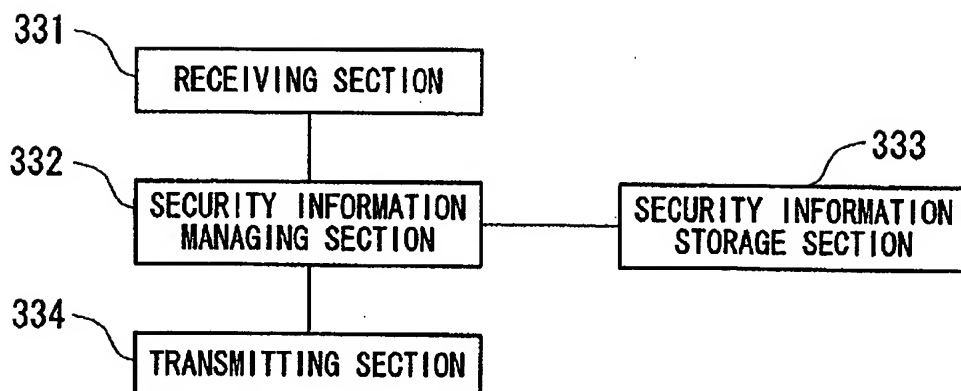 331
RECEIVING SECTION
332
SECURITY INFORMATION
MANAGING SECTION
333
SECURITY INFORMATION
STORAGE SECTION
334
TRANSMITTING SECTION